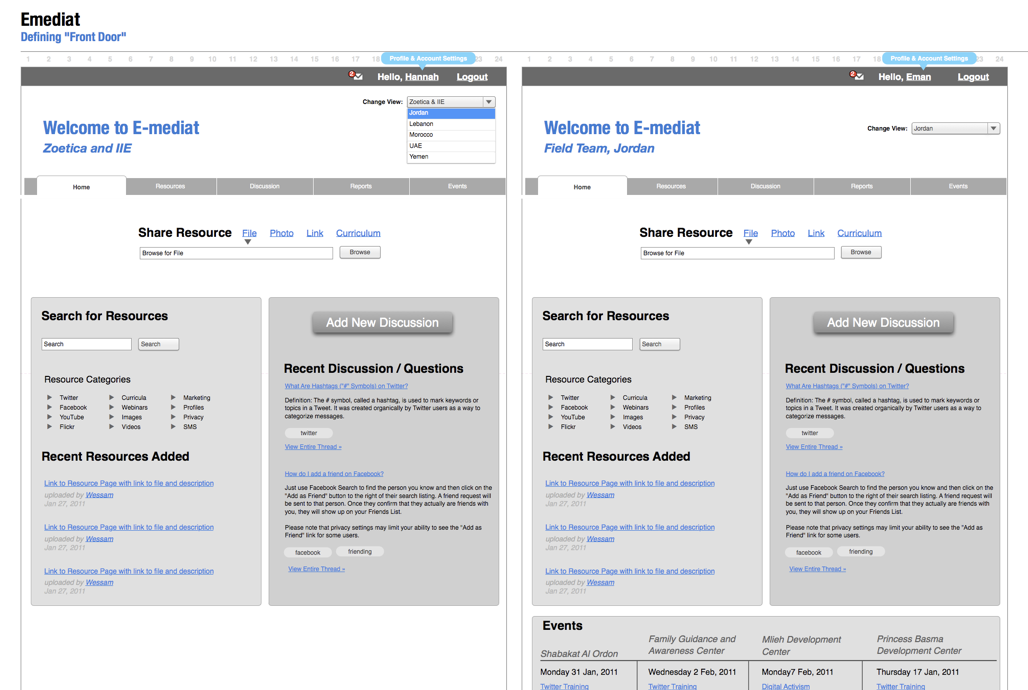 Emediat
Defining "Front Door"
1 2 3 4 5 6 7 8 9 10 11 12 13 14 15 16 17 18 Profile & Account Settings 23 24
2 Hello, Hannah Logout
Change View: Zoetica & IIE
Jordan
Lebanon
Morocco
UAE
Yemen
Welcome to E-mediat
Zoetica and IIE
Home Resources Discussion Reports Events
Share Resource File Photo Link Curriculum
Browse for File Browse
Search for Resources
Search Search
Resource Categories
Twitter Curricula Marketing
Facebook Webinars Profiles
YouTube Images Privacy
Flickr Videos SMS
Recent Resources Added
Link to Resource Page with link to file and description
uploaded by Wessam
Jan 27, 2011
Link to Resource Page with link to file and description
uploaded by Wessam
Jan 27, 2011
Link to Resource Page with link to file and description
uploaded by Wessam
Jan 27, 2011
Add New Discussion
Recent Discussion / Questions
What Are Hashtags ("#" Symbols) on Twitter?
Definition: The # symbol, called a hashtag, is used to mark keywords or
topics in a Tweet. It was created organically by Twitter users as a way to
categorize messages.
twitter
View Entire Thread »
How do I add a friend on Facebook?
Just use Facebook Search to find the person you know and then click on the
"Add as Friend" button to the right of their search listing. A friend request will
be sent to that person. Once they confirm that they actually are friends with
you, they will show up on your Friends List.
Please note that privacy settings may limit your ability to see the "Add as
Friend" link for some users.
facebook friending
View Entire Thread »
1 2 3 4 5 6 7 8 9 10 11 12 13 14 15 16 17 18 Profile & Account Settings 23 24
2 Hello, Eman Logout
Change View: Jordan
Welcome to E-mediat
Field Team, Jordan
Home Resources Discussion Reports Events
Share Resource File Photo Link Curriculum
Browse for File Browse
Search for Resources
Search Search
Resource Categories
Twitter Curricula Marketing
Facebook Webinars Profiles
YouTube Images Privacy
Flickr Videos SMS
Recent Resources Added
Link to Resource Page with link to file and description
uploaded by Wessam
Jan 27, 2011
Link to Resource Page with link to file and description
uploaded by Wessam
Jan 27, 2011
Link to Resource Page with link to file and description
uploaded by Wessam
Jan 27, 2011
Add New Discussion
Recent Discussion / Questions
What Are Hashtags ("#" Symbols) on Twitter?
Definition: The # symbol, called a hashtag, is used to mark keywords or
topics in a Tweet. It was created organically by Twitter users as a way to
categorize messages.
twitter
View Entire Thread »
How do I add a friend on Facebook?
Just use Facebook Search to find the person you know and then click on the
"Add as Friend" button to the right of their search listing. A friend request will
be sent to that person. Once they confirm that they actually are friends with
you, they will show up on your Friends List.
Please note that privacy settings may limit your ability to see the "Add as
Friend" link for some users.
facebook friending
View Entire Thread »
Events
Shabakat Al Ordon
Monday 31 Jan, 2011
Twitter Training
Family Guidance and
Awareness Center
Wednesday 2 Feb, 2011
Twitter Training
Mlieh Development
Center
Monday7 Feb, 2011
Digital Activism
Princess Basma
Development Center
Thursday 17 Jan, 2011
Twitter Training